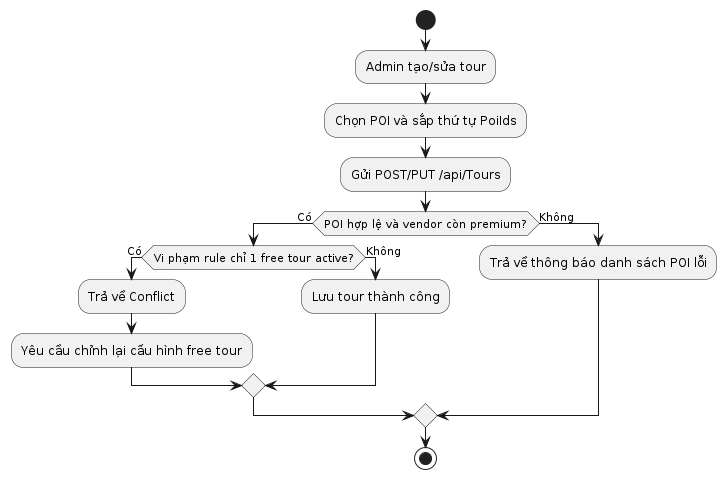 Admin tạo/sửa tour
Chọn POI và sắp thứ tự PoiIds
Gửi POST/PUT /api/Tours
Có
POI hợp lệ và vendor còn premium?
Không
Có
Vi phạm rule chỉ 1 free tour active?
Không
Trả về thông báo danh sách POI lỗi
Trả về Conflict
Lưu tour thành công
Yêu cầu chỉnh lại cấu hình free tour